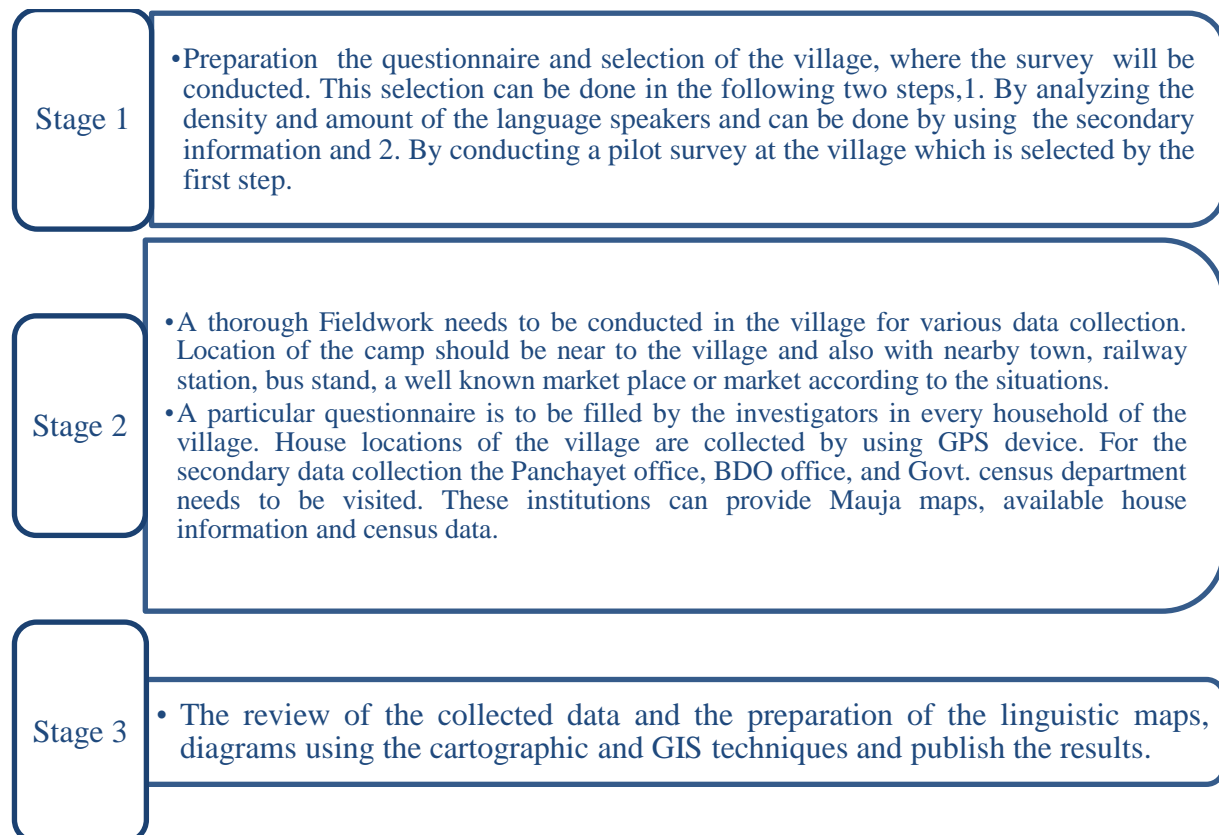 Stage 1
•Preparation the questionnaire and selection of the village, where the survey will be
conducted. This selection can be done in the following two steps,1. By analyzing the
density and amount of the language speakers and can be done by using the secondary
information and 2. By conducting a pilot survey at the village which is selected by the
first step.
Stage 2
•A thorough Fieldwork needs to be conducted in the village for various data collection.
Location of the camp should be near to the village and also with nearby town, railway
station, bus stand, a well known market place or market according to the situations.
•A particular questionnaire is to be filled by the investigators in every household of the
village. House locations of the village are collected by using GPS device. For the
secondary data collection the Panchayet office, BDO office, and Govt. census department
needs to be visited. These institutions can provide Mauja maps, available house
information and census data.
Stage 3
• The review of the collected data and the preparation of the linguistic maps,
diagrams using the cartographic and GIS techniques and publish the results.